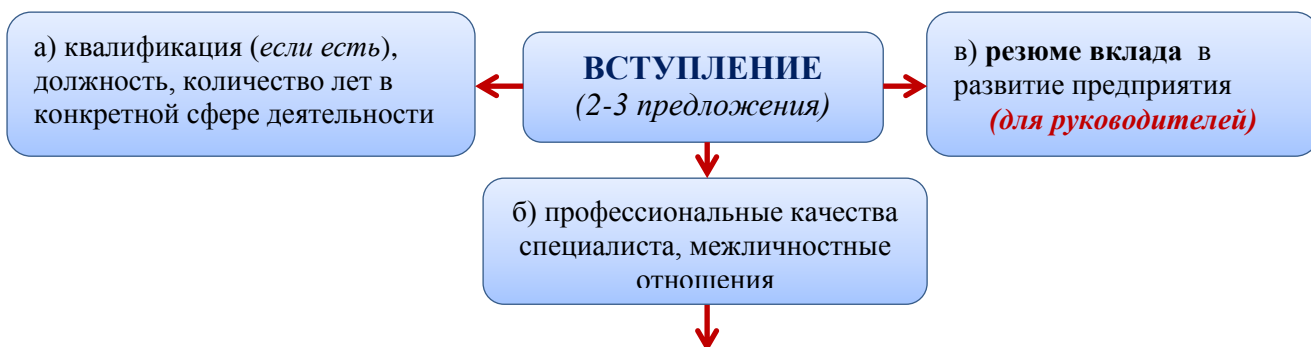 а) квалификация (если есть),
должность, количество лет в
конкретной сфере деятельности
ВСТУПЛЕНИЕ
(2-3 предложения)
в) резюме вклада в
развитие предприятия
(для руководителей)
б) профессиональные качества
специалиста, межличностные
отношения